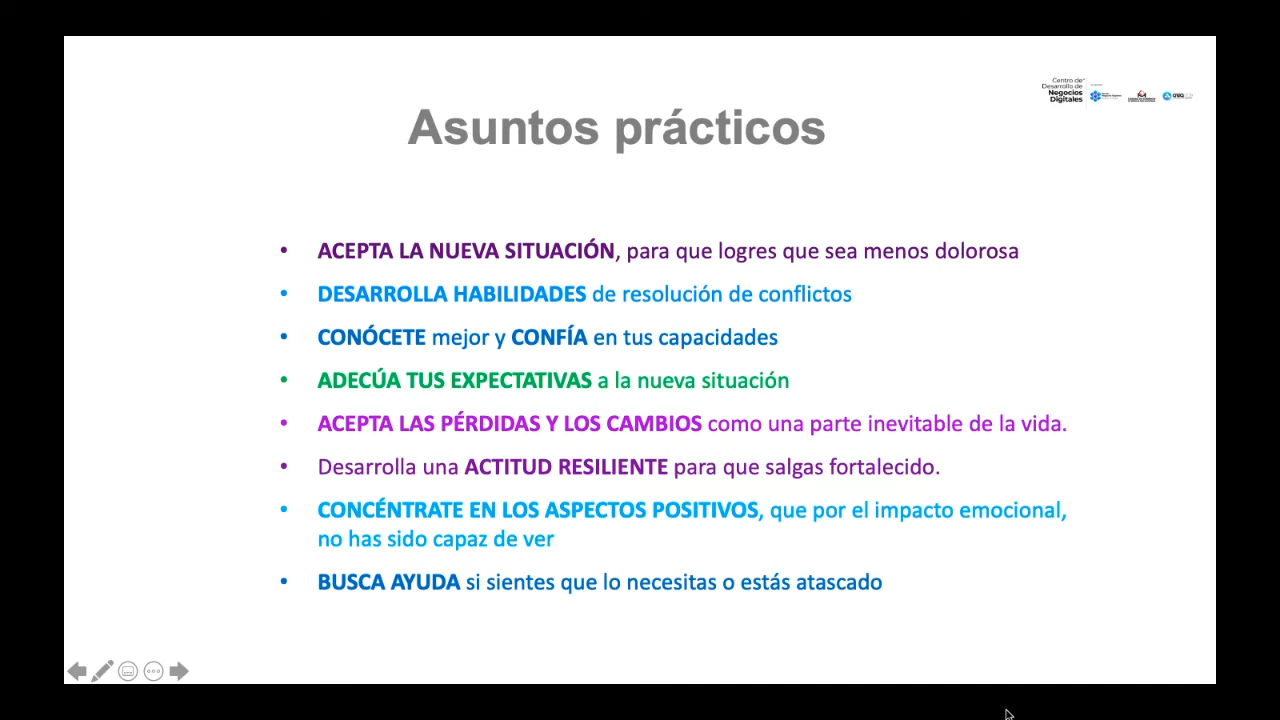 Centro de
Desarrollo de
Negocios
Digitales
Asuntos prácticos
• ACEPTA LA NUEVA SITUACIÓN, para que logres que sea menos dolorosa
• DESARROLLA HABILIDADES de resolución de conflictos
• CONÓCETE mejor y CONFÍA en tus capacidades
• ADECÚA TUS EXPECTATIVAS a la nueva situación
• ACEPTA LAS PÉRDIDAS Y LOS CAMBIOS como una parte inevitable de la vida.
• Desarrolla una ACTITUD RESILIENTE para que salgas fortalecido.
• CONCÉNTRATE EN LOS ASPECTOS POSITIVOS, que por el impacto emocional,
no has sido capaz de ver
• BUSCA AYUDA si sientes que lo necesitas o estás atascado